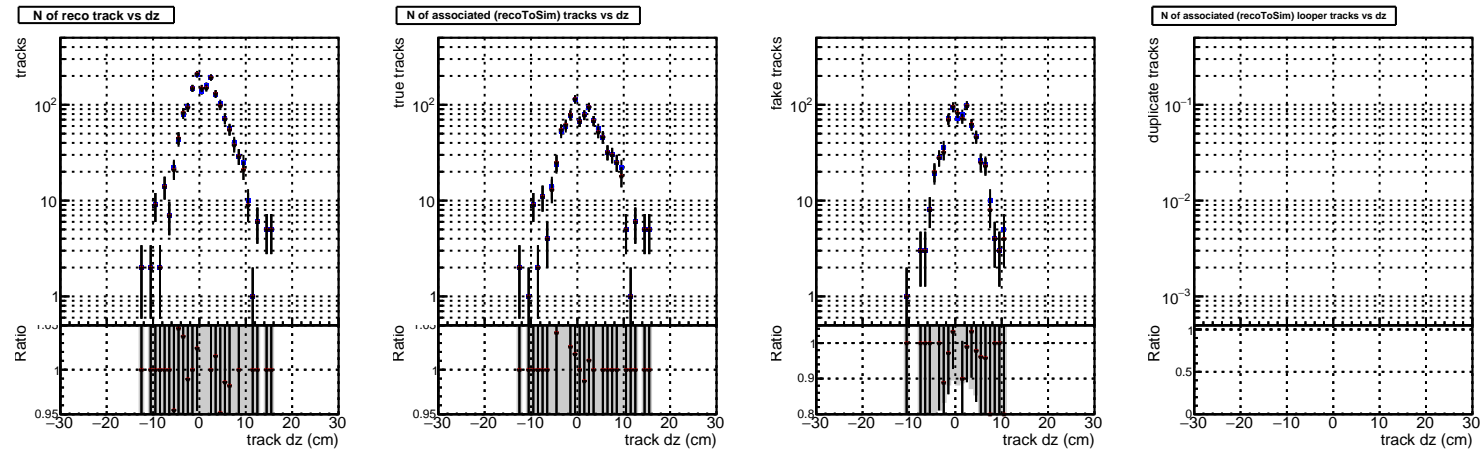 N of reco track vs dz
tracks
10²
10
1
Ratio
1.05
1
0.95
−30 −20 −10 0 10 20 30
track dz (cm)
N of associated (recoToSim) tracks vs dz
true tracks
10²
10
1
Ratio
1.05
1
0.95
−30 −20 −10 0 10 20 30
track dz (cm)
fake tracks
10²
10
1
Ratio
1
0.9
0.8
−30 −20 −10 0 10 20 30
track dz (cm)
N of associated (recoToSim) looper tracks vs dz
duplicate tracks
10⁻¹
10⁻²
10⁻³
Ratio
1
0.5
0
−30 −20 −10 0 10 20 30
track dz (cm)